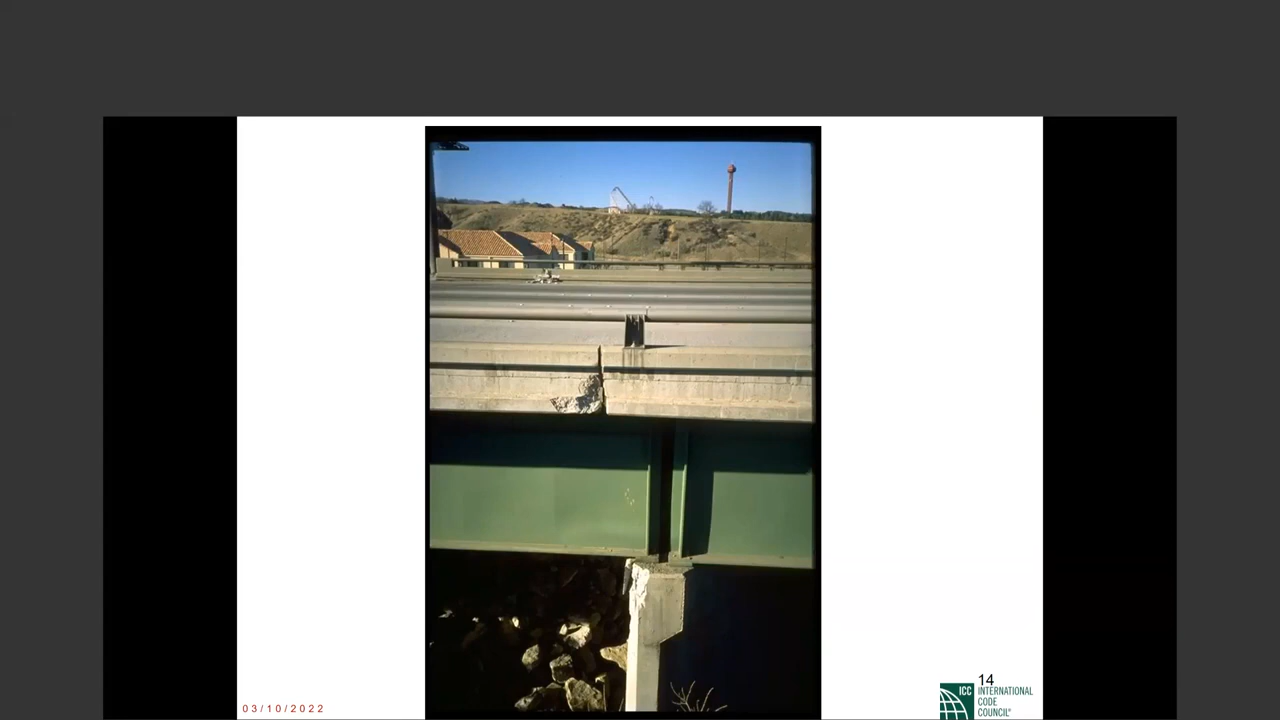 03/10/2022
14
ICC
INTERNATIONAL
CODE
COUNCIL®